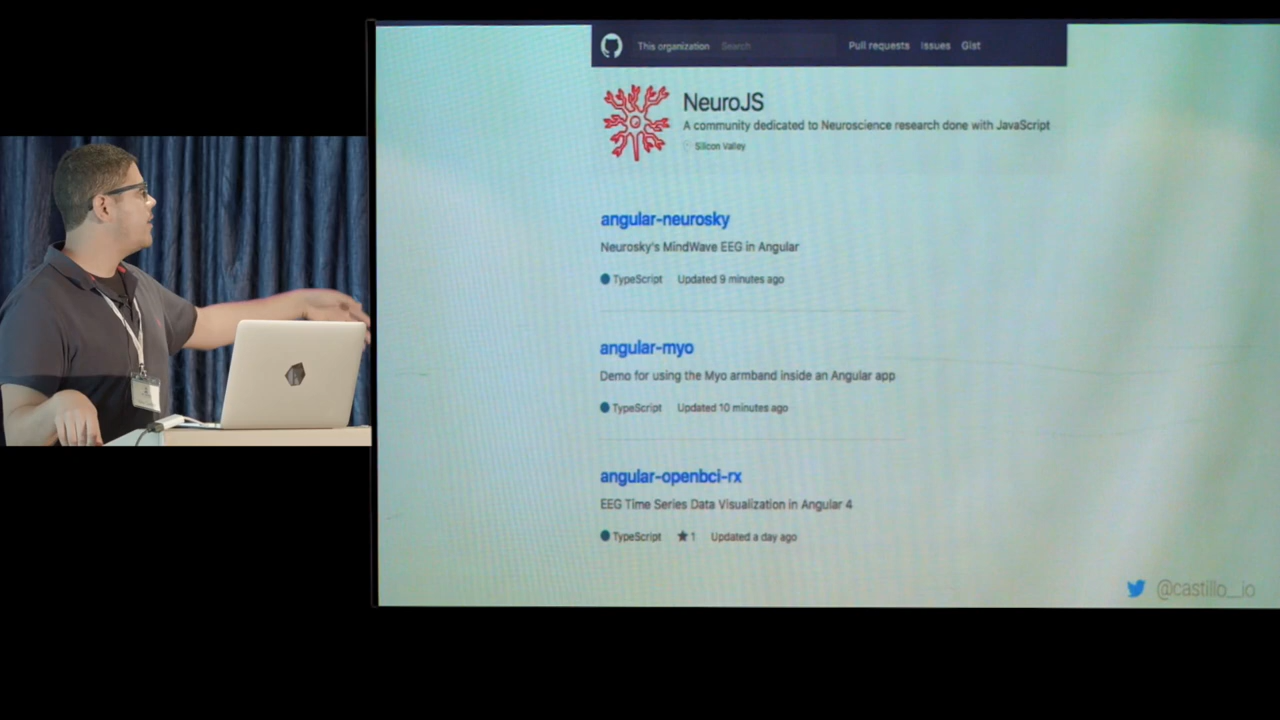 This organization Search Pull requests Issues Gist
NeuroJS
A community dedicated to Neuroscience research done with JavaScript
Silicon Valley
angular-neurosky
Neurosky's MindWave EEG in Angular
TypeScript Updated 9 minutes ago
angular-myo
Demo for using the Myo armband inside an Angular app
TypeScript Updated 10 minutes ago
angular-openbci-rx
EEG Time Series Data Visualization in Angular 4
TypeScript ★ 1 Updated a day ago
@castillo__io